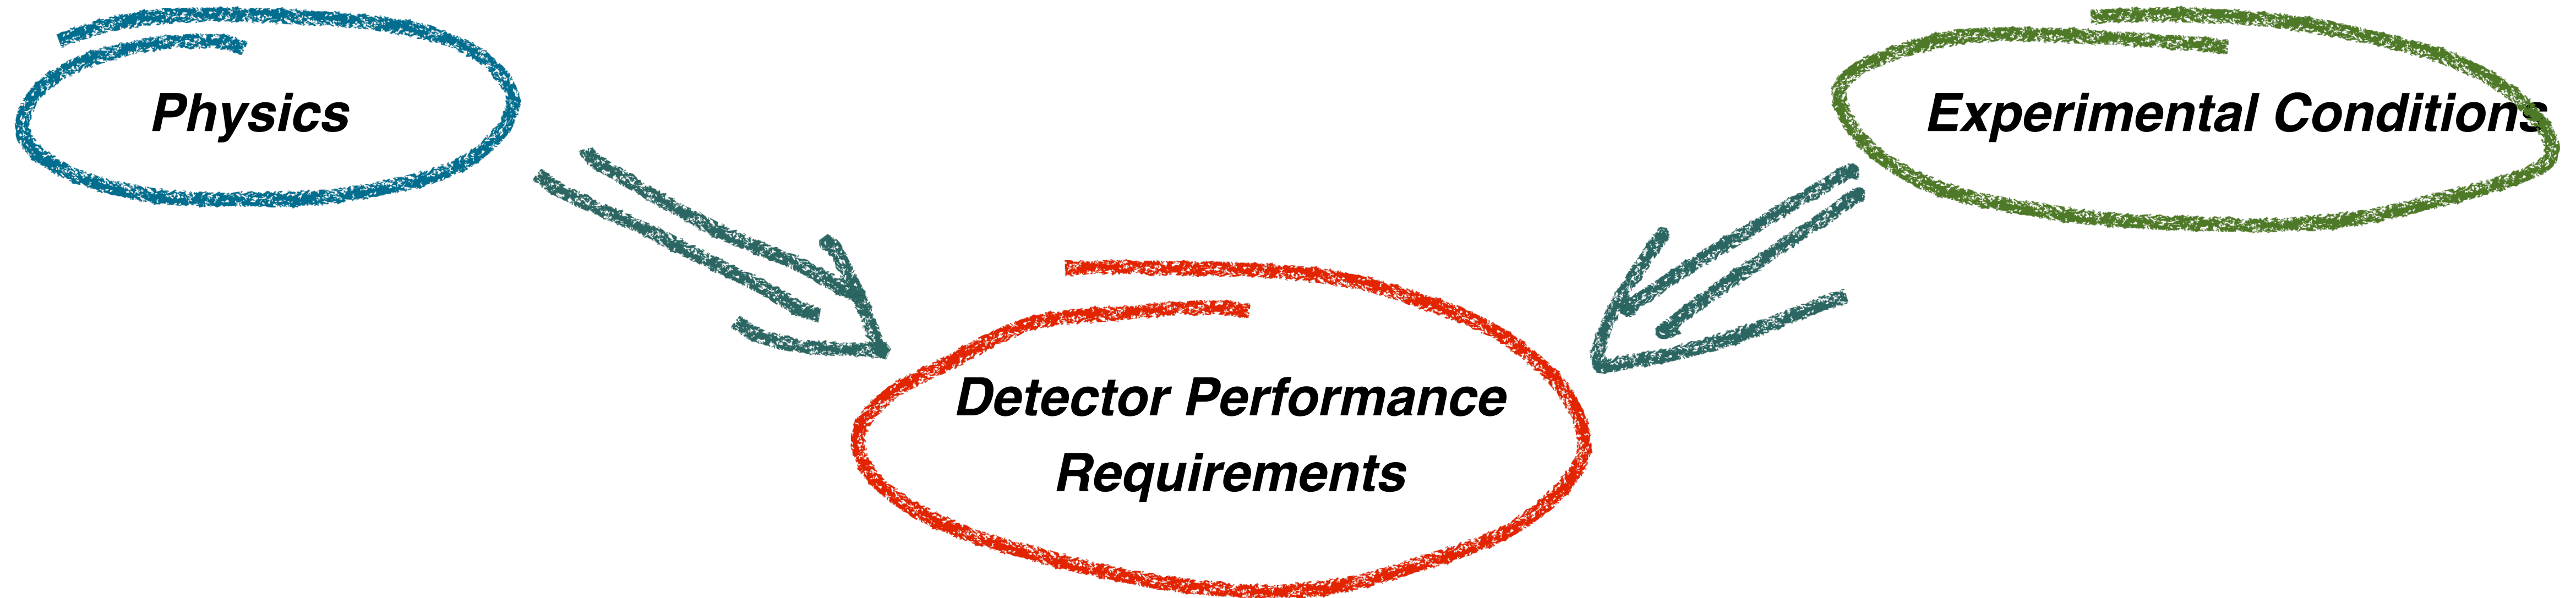 Physics
Experimental Conditions
Detector Performance
Requirements